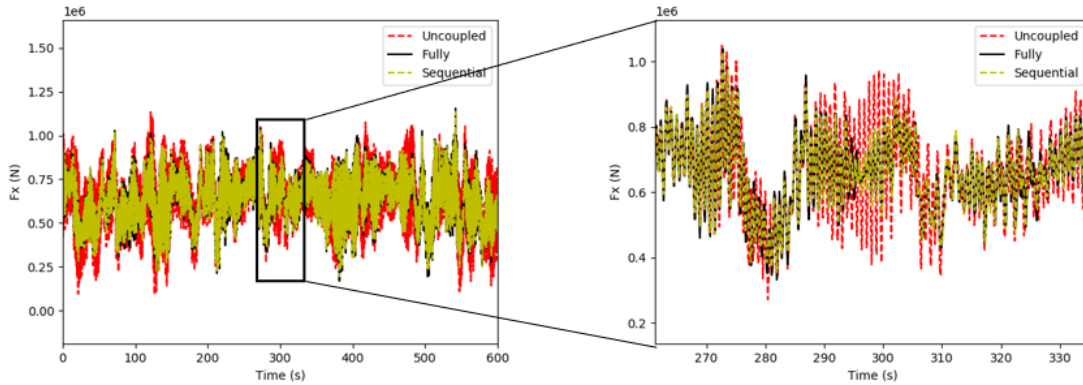 1e6
1.50
1.25
1.00
0.75
0.50
0.25
0.00
Fx (N)
0 100 200 300 400 500 600
Time (s)
Uncoupled
Fully
Sequential
1e6
1.0
0.8
0.6
0.4
0.2
Fx (N)
270 280 290 300 310 320 330
Time (s)
Uncoupled
Fully
Sequential